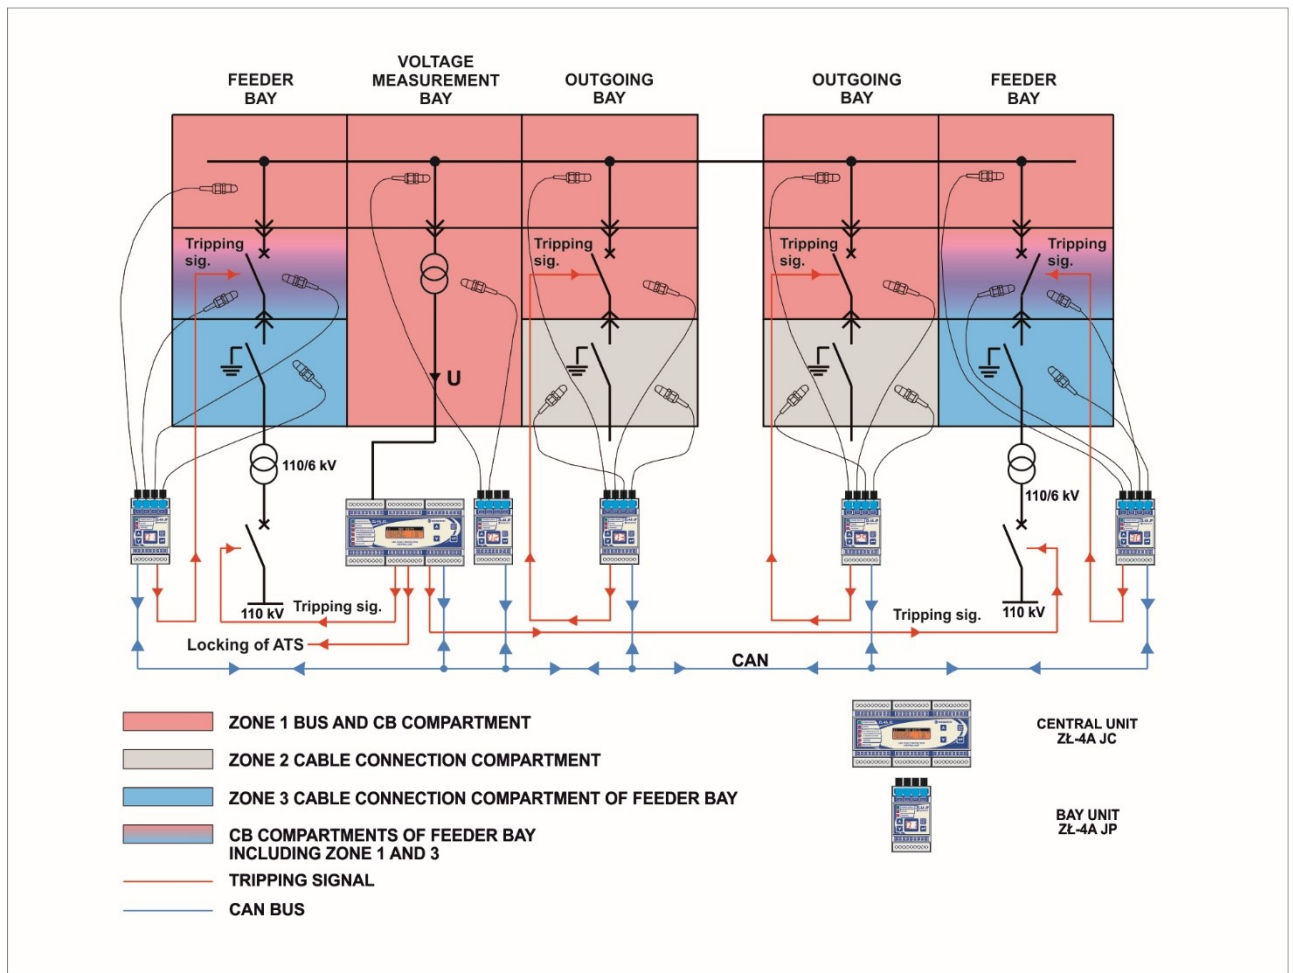 FEEDER
BAY
VOLTAGE
MEASUREMENT
BAY
OUTGOING
BAY
OUTGOING
BAY
FEEDER
BAY
Tripping
sig.
Tripping
sig.
Tripping
sig.
Tripping
sig.
U
110/6 kV
110/6 kV
110 kV
Tripping sig.
Tripping sig.
110 kV
Locking of ATS
CAN
ZONE 1 BUS AND CB COMPARTMENT
ZONE 2 CABLE CONNECTION COMPARTMENT
ZONE 3 CABLE CONNECTION COMPARTMENT OF FEEDER BAY
CB COMPARTMENTS OF FEEDER BAY
INCLUDING ZONE 1 AND 3
TRIPPING SIGNAL
CAN BUS
CENTRAL UNIT
ZŁ-4A JC
BAY UNIT
ZŁ-4A JP